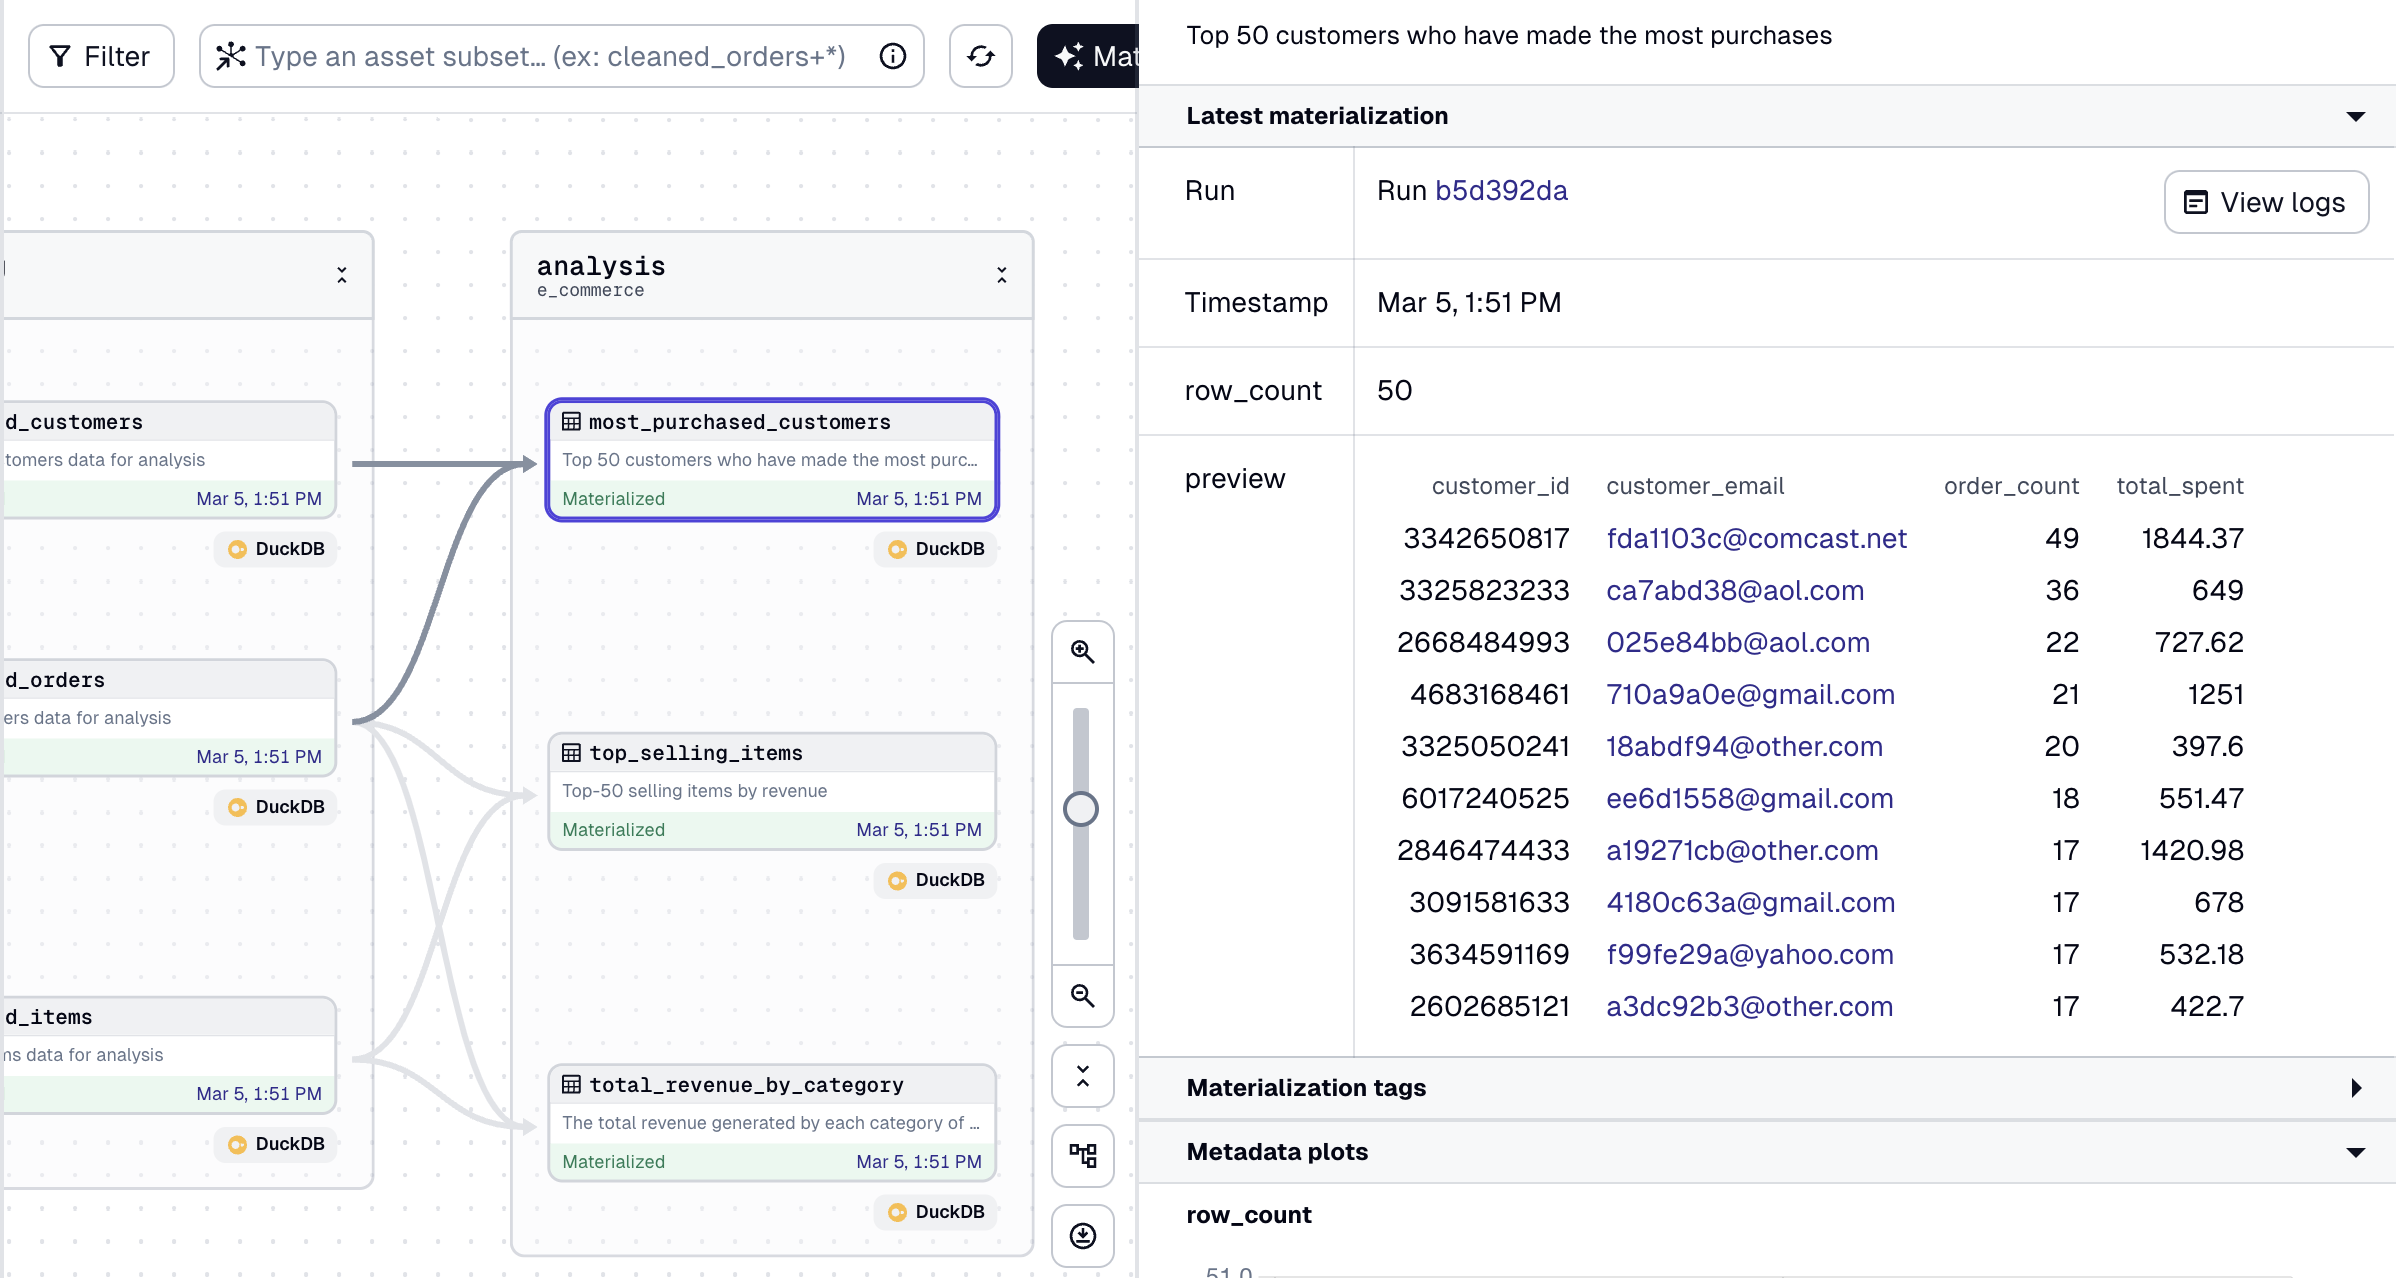 Filter
Type an asset subset... (ex: cleaned_orders+*)
Mat
d_customers
tomers data for analysis
Mar 5, 1:51 PM
DuckDB
d_orders
ers data for analysis
Mar 5, 1:51 PM
DuckDB
d_items
ms data for analysis
Mar 5, 1:51 PM
DuckDB
analysis
e_commerce
most_purchased_customers
Top 50 customers who have made the most purc...
Materialized Mar 5, 1:51 PM
DuckDB
top_selling_items
Top-50 selling items by revenue
Materialized Mar 5, 1:51 PM
DuckDB
total_revenue_by_category
The total revenue generated by each category of ...
Materialized Mar 5, 1:51 PM
DuckDB
Top 50 customers who have made the most purchases
Latest materialization
Run Run b5d392da View logs
Timestamp Mar 5, 1:51 PM
row_count 50
preview customer_id customer_email order_count total_spent
3342650817 fda1103c@comcast.net 49 1844.37
3325823233 ca7abd38@aol.com 36 649
2668484993 025e84bb@aol.com 22 727.62
4683168461 710a9a0e@gmail.com 21 1251
3325050241 18abdf94@other.com 20 397.6
6017240525 ee6d1558@gmail.com 18 551.47
2846474433 a19271cb@other.com 17 1420.98
3091581633 4180c63a@gmail.com 17 678
3634591169 f99fe29a@yahoo.com 17 532.18
2602685121 a3dc92b3@other.com 17 422.7
Materialization tags
Metadata plots
row_count
51.0